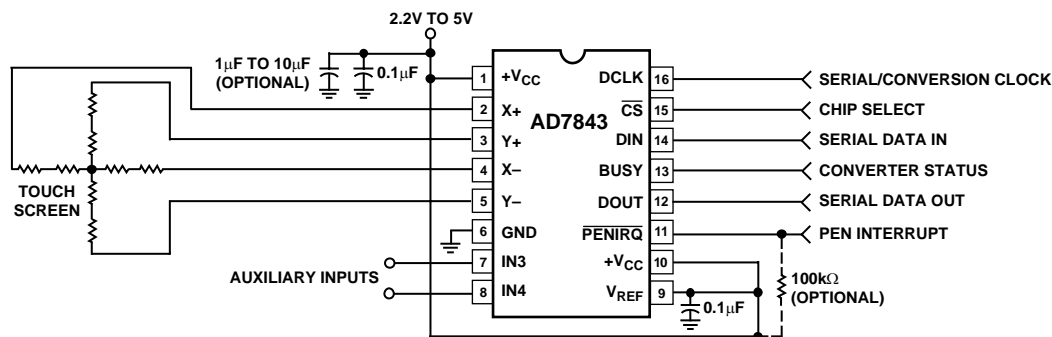 2.2V TO 5V
1μF TO 10μF
(OPTIONAL)
0.1μF
TOUCH
SCREEN
AUXILIARY INPUTS
AD7843
1 +VCC
2 X+
3 Y+
4 X–
5 Y–
6 GND
7 IN3
8 IN4
DCLK 16 SERIAL/CONVERSION CLOCK
CS 15 CHIP SELECT
DIN 14 SERIAL DATA IN
BUSY 13 CONVERTER STATUS
DOUT 12 SERIAL DATA OUT
PENIRQ 11 PEN INTERRUPT
+VCC 10
VREF 9
0.1μF
100kΩ
(OPTIONAL)